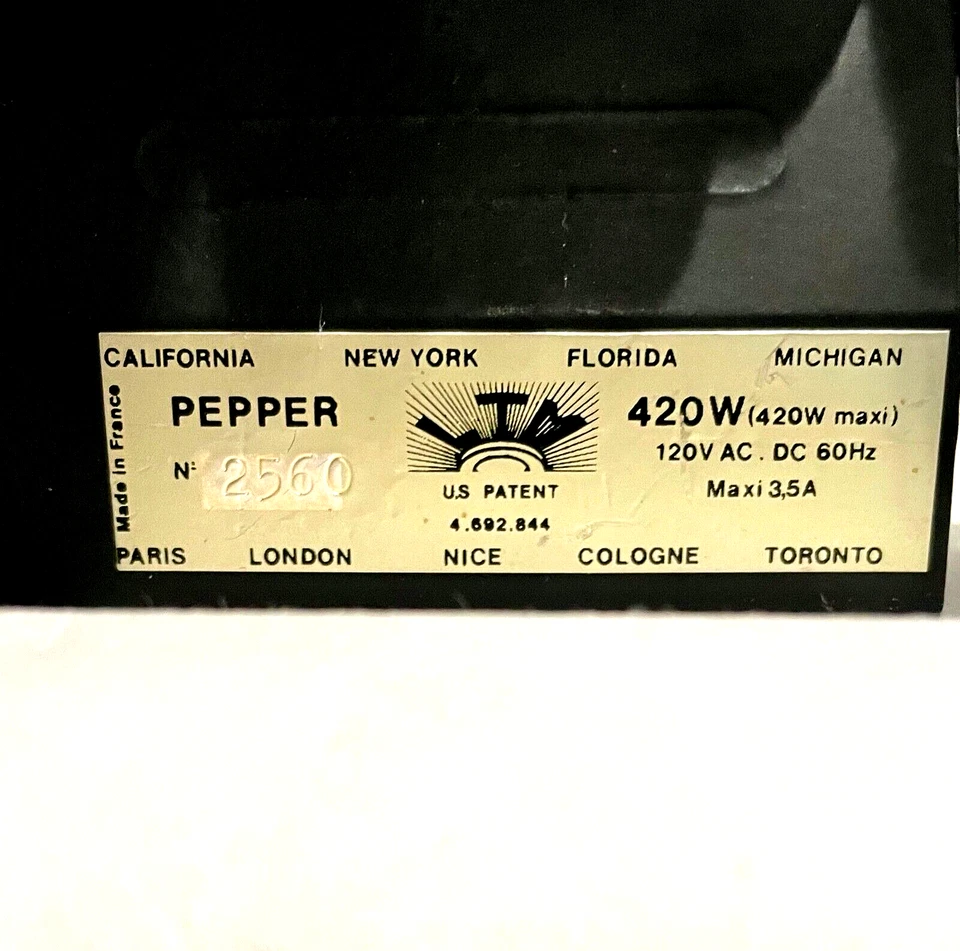 CALIFORNIA NEW YORK FLORIDA MICHIGAN
Made in France
PEPPER
N° 2560
LTM
U.S PATENT
4.692.844
420W (420W maxi)
120V AC . DC 60Hz
Maxi 3,5A
PARIS LONDON NICE COLOGNE TORONTO